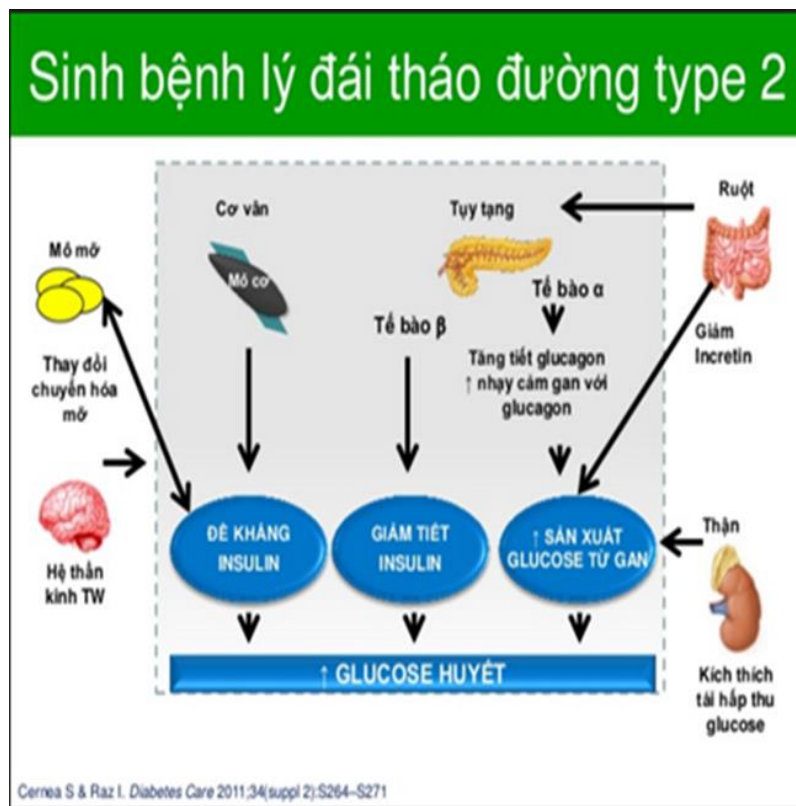 Sinh bệnh lý đái tháo đường type 2
Cơ vân
Tụy tạng
Ruột
Mô mỡ
Mô cơ
Tế bào α
Tế bào β
Giảm
Incretin
Thay đổi
chuyển hóa
mỡ
Tăng tiết glucagon
↑ nhạy cảm gan với
glucagon
Hệ thần
kinh TW
ĐỀ KHÁNG
INSULIN
GIẢM TIẾT
INSULIN
↑ SẢN XUẤT
GLUCOSE TỪ GAN
Thận
Kích thích
tái hấp thu
glucose
↑ GLUCOSE HUYẾT
Cernea S & Raz I. Diabetes Care 2011;34(suppl 2):S264–S271